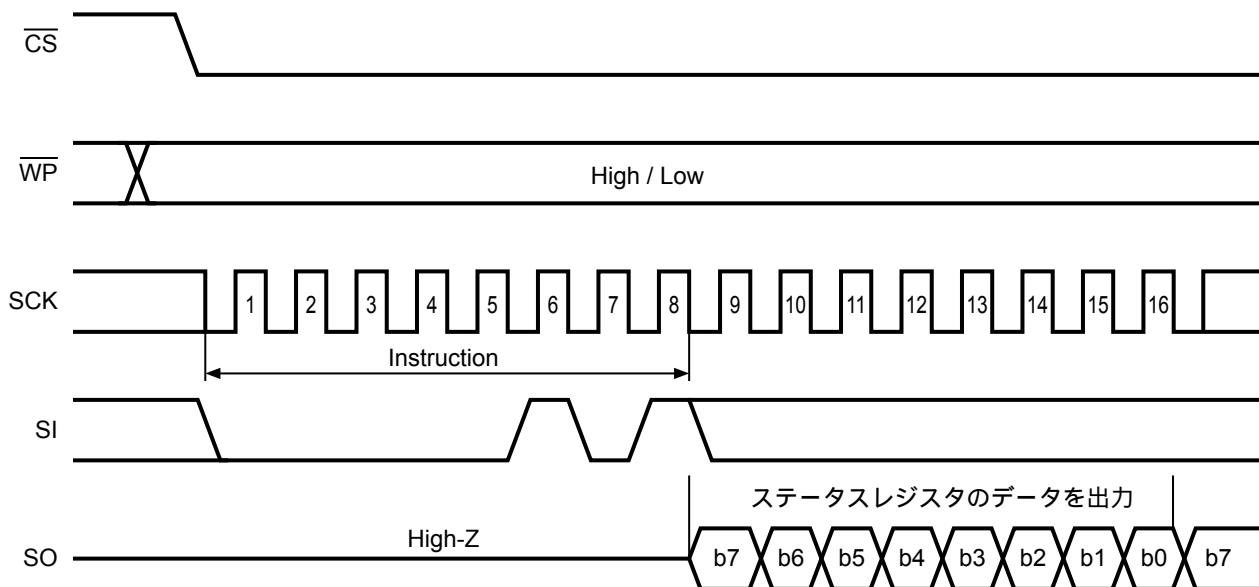 CS
WP
High / Low
SCK
1 2 3 4 5 6 7 8 9 10 11 12 13 14 15 16
Instruction
SI
ステータスレジスタのデータを出力
SO
High-Z
b7 b6 b5 b4 b3 b2 b1 b0 b7